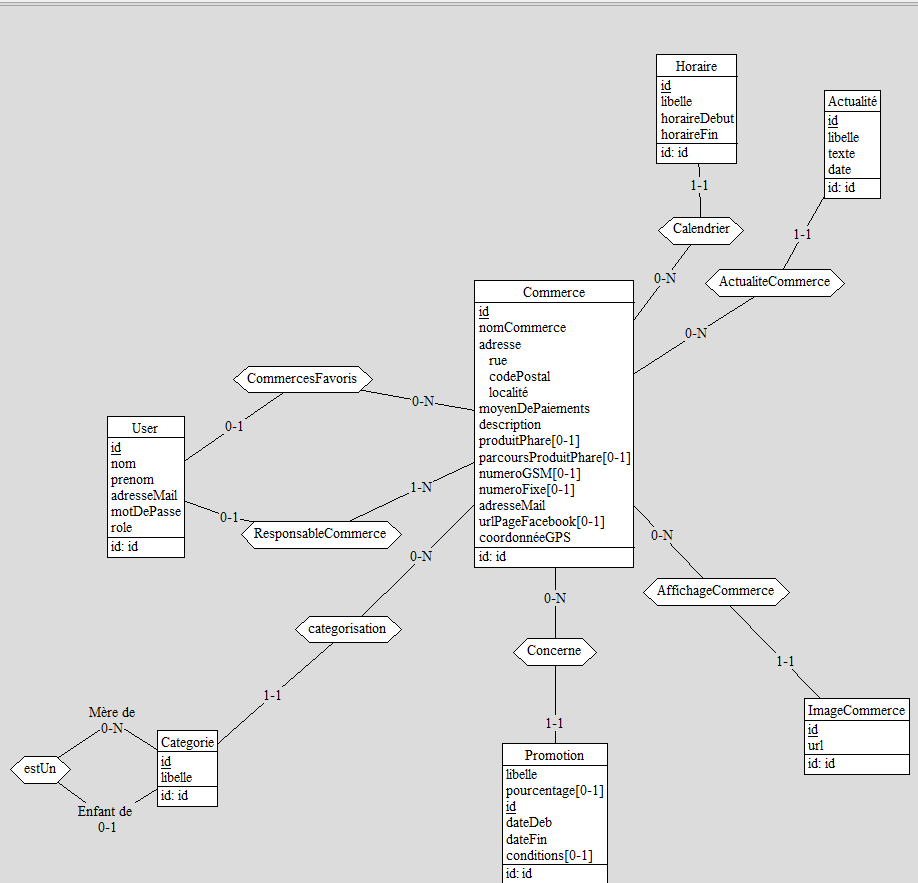 Horaire
id
libelle
horaireDebut
horaireFin
id: id
1-1
Calendrier
0-N
Actualité
id
libelle
texte
date
id: id
1-1
ActualiteCommerce
0-N
Commerce
id
nomCommerce
adresse
rue
codePostal
localité
moyenDePaiements
description
produitPhare[0-1]
parcoursProduitPhare[0-1]
numeroGSM[0-1]
numeroFixe[0-1]
adresseMail
urlPageFacebook[0-1]
coordonnéeGPS
id: id
CommercesFavoris
0-N
0-1
User
id
nom
prenom
adresseMail
motDePasse
role
id: id
1-N
0-1
ResponsableCommerce
0-N
categorisation
1-1
Mère de
0-N
Categorie
id
libelle
id: id
estUn
Enfant de
0-1
0-N
Concerne
1-1
Promotion
libelle
pourcentage[0-1]
id
dateDeb
dateFin
conditions[0-1]
id: id
0-N
AffichageCommerce
1-1
ImageCommerce
id
url
id: id